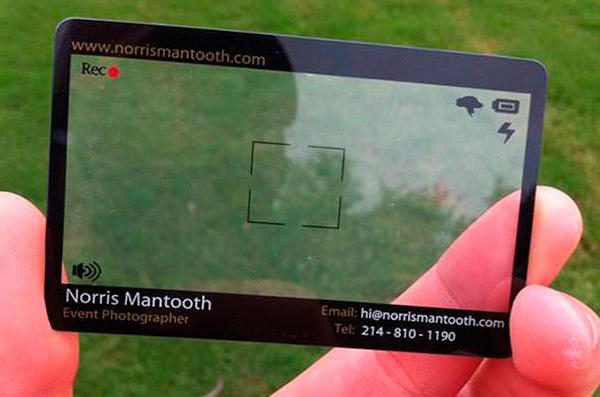 www.norrismantooth.com
Rec
Norris Mantooth
Event Photographer
Email: hi@norrismantooth.com
Tel: 214 - 810 - 1190